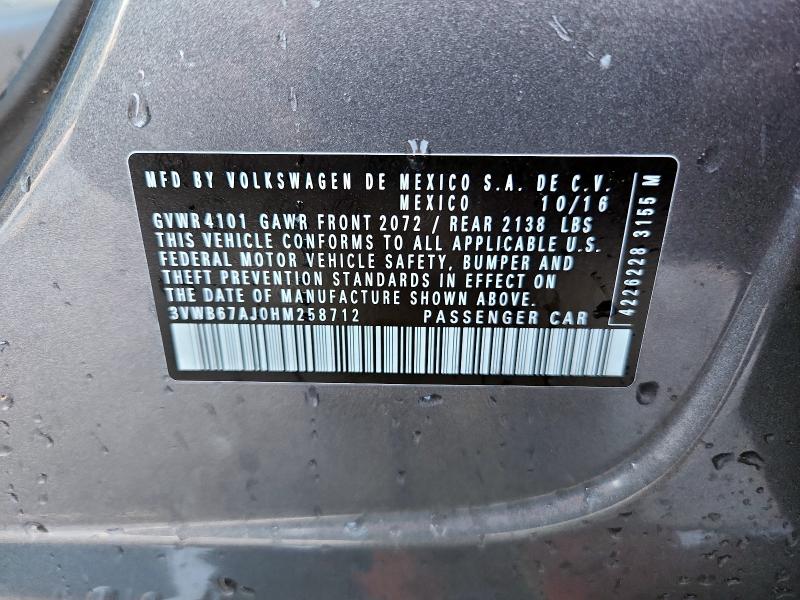 MFD BY VOLKSWAGEN DE MEXICO S.A. DE C.V.
MEXICO 10/16
GVWR 4101 GAWR FRONT 2072 / REAR 2138 LBS
THIS VEHICLE CONFORMS TO ALL APPLICABLE U.S.
FEDERAL MOTOR VEHICLE SAFETY, BUMPER AND
THEFT PREVENTION STANDARDS IN EFFECT ON
THE DATE OF MANUFACTURE SHOWN ABOVE.
3VWB67AJ0HM258712 PASSENGER CAR
4226228 3155 M